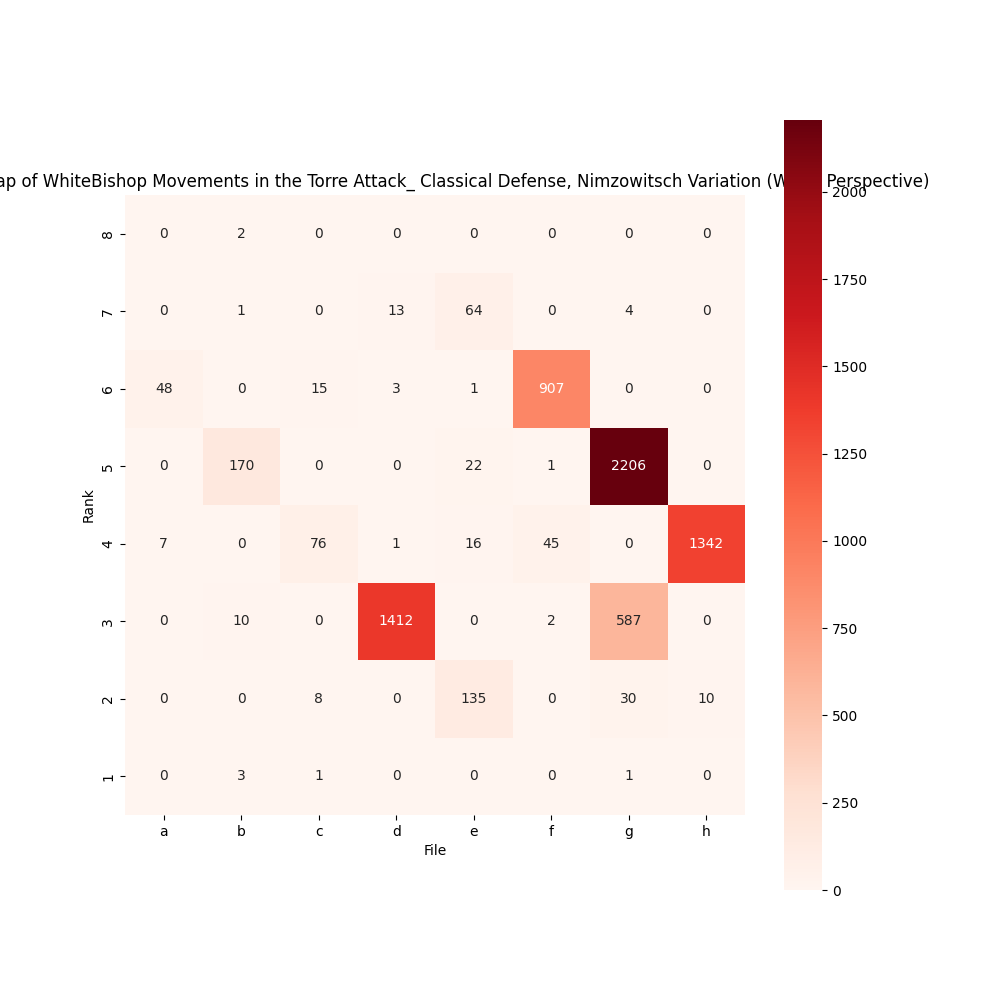 ap of WhiteBishop Movements in the Torre Attack_ Classical Defense, Nimzowitsch Variation (W Perspective)
8 0 2 0 0 0 0 0 0
7 0 1 0 13 64 0 4 0
6 48 0 15 3 1 907 0 0
5 0 170 0 0 22 1 2206 0
4 7 0 76 1 16 45 0 1342
3 0 10 0 1412 0 2 587 0
2 0 0 8 0 135 0 30 10
1 0 3 1 0 0 0 1 0
a b c d e f g h
Rank
File
2000
1750
1500
1250
1000
750
500
250
0